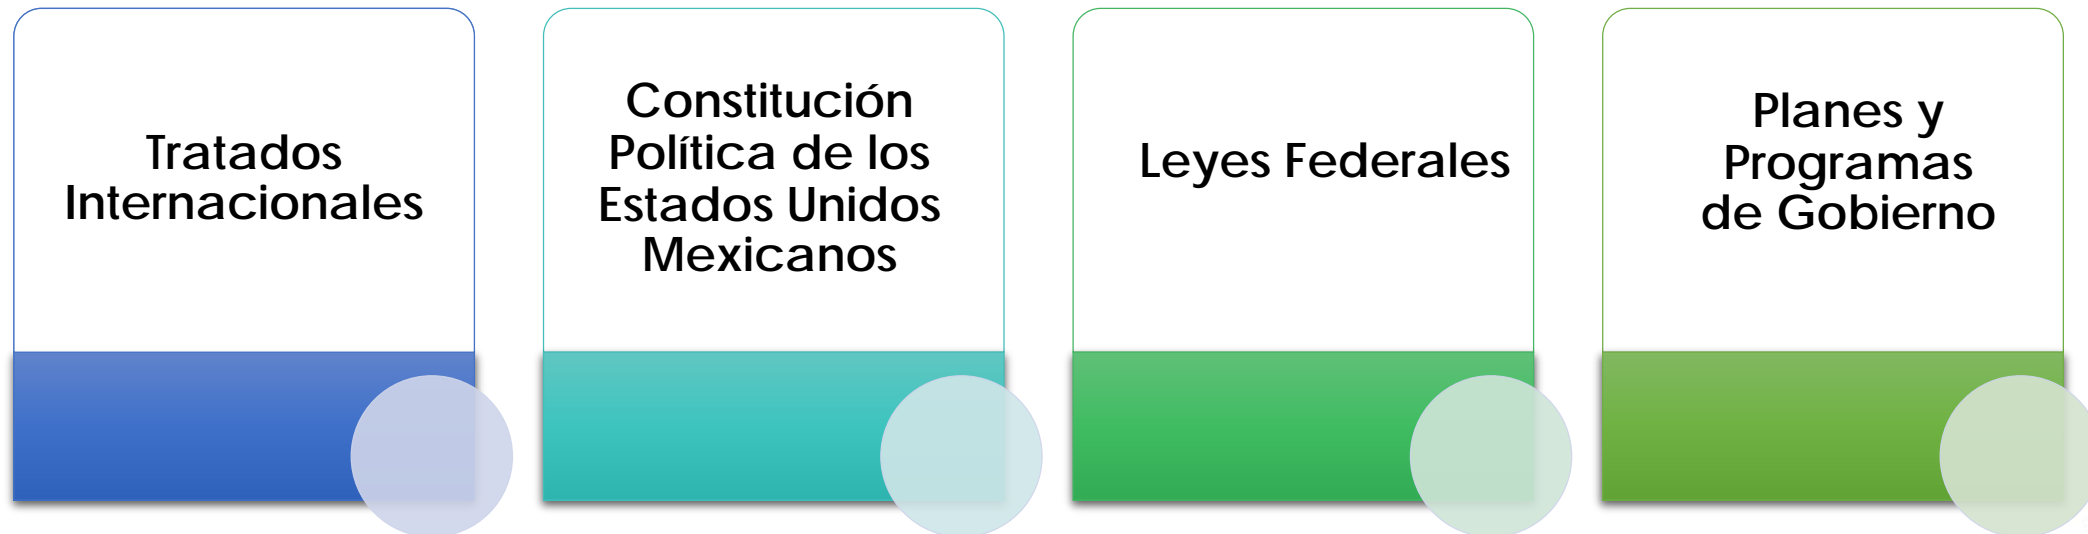 Tratados
Internacionales
Constitución
Política de los
Estados Unidos
Mexicanos
Leyes Federales
Planes y
Programas
de Gobierno